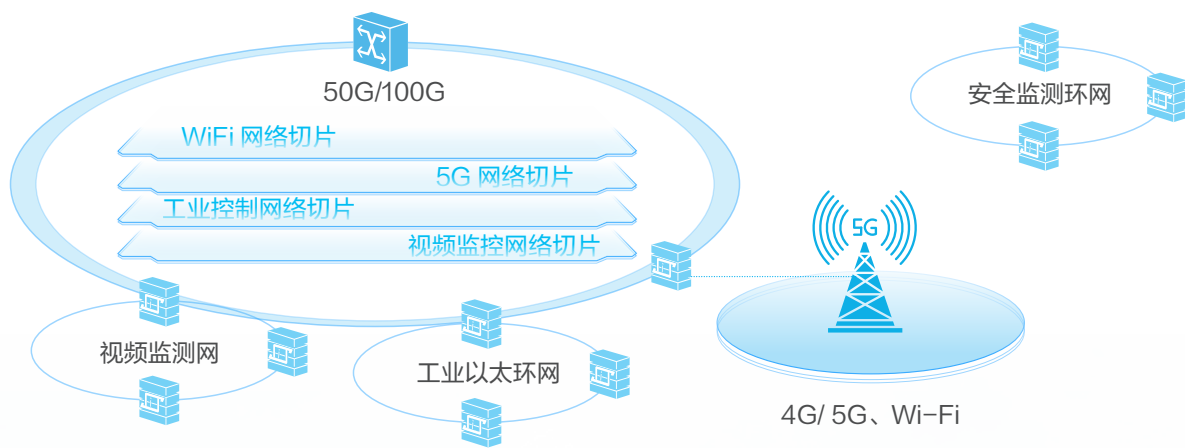 50G/100G
安全监测环网
WiFi 网络切片
5G 网络切片
工业控制网络切片
视频监控网络切片
5G
视频监测网
工业以太环网
4G/ 5G、Wi-Fi